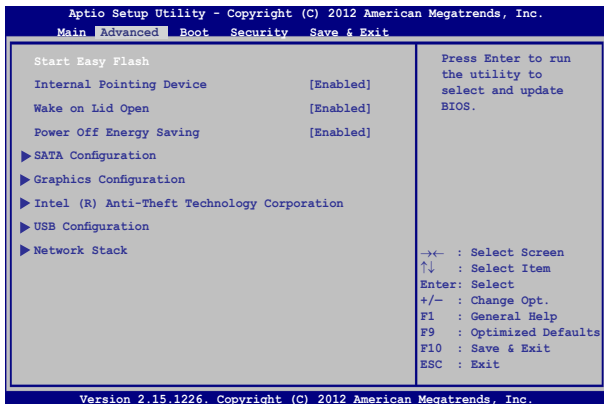 Aptio Setup Utility - Copyright (C) 2012 American Megatrends, Inc.
Main Advanced Boot Security Save & Exit
Start Easy Flash
Internal Pointing Device [Enabled]
Wake on Lid Open [Enabled]
Power Off Energy Saving [Enabled]
SATA Configuration
Graphics Configuration
Intel (R) Anti-Theft Technology Corporation
USB Configuration
Network Stack
Press Enter to run
the utility to
select and update
BIOS.
→← : Select Screen
↑↓ : Select Item
Enter: Select
+/— : Change Opt.
F1 : General Help
F9 : Optimized Defaults
F10 : Save & Exit
ESC : Exit
Version 2.15.1226. Copyright (C) 2012 American Megatrends, Inc.